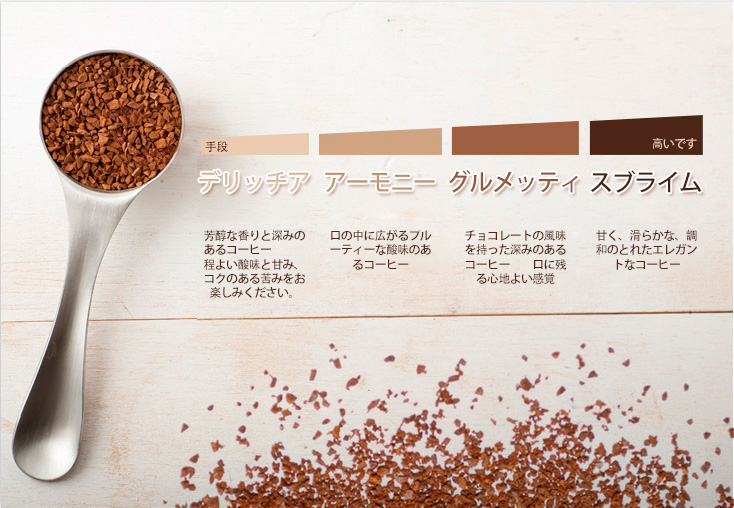 手段
高いです
デリッチア
アーモニー
グルメッティ
スブライム
芳醇な香りと深みの
あるコーヒー
程よい酸味と甘み、
コクのある苦みをお
楽しみください。
口の中に広がるフル
ーティーな酸味のあ
るコーヒー
チョコレートの風味
を持った深みのある
コーヒー　　口に残
る心地よい感覚
甘く、滑らかな、調
和のとれたエレガン
トなコーヒー